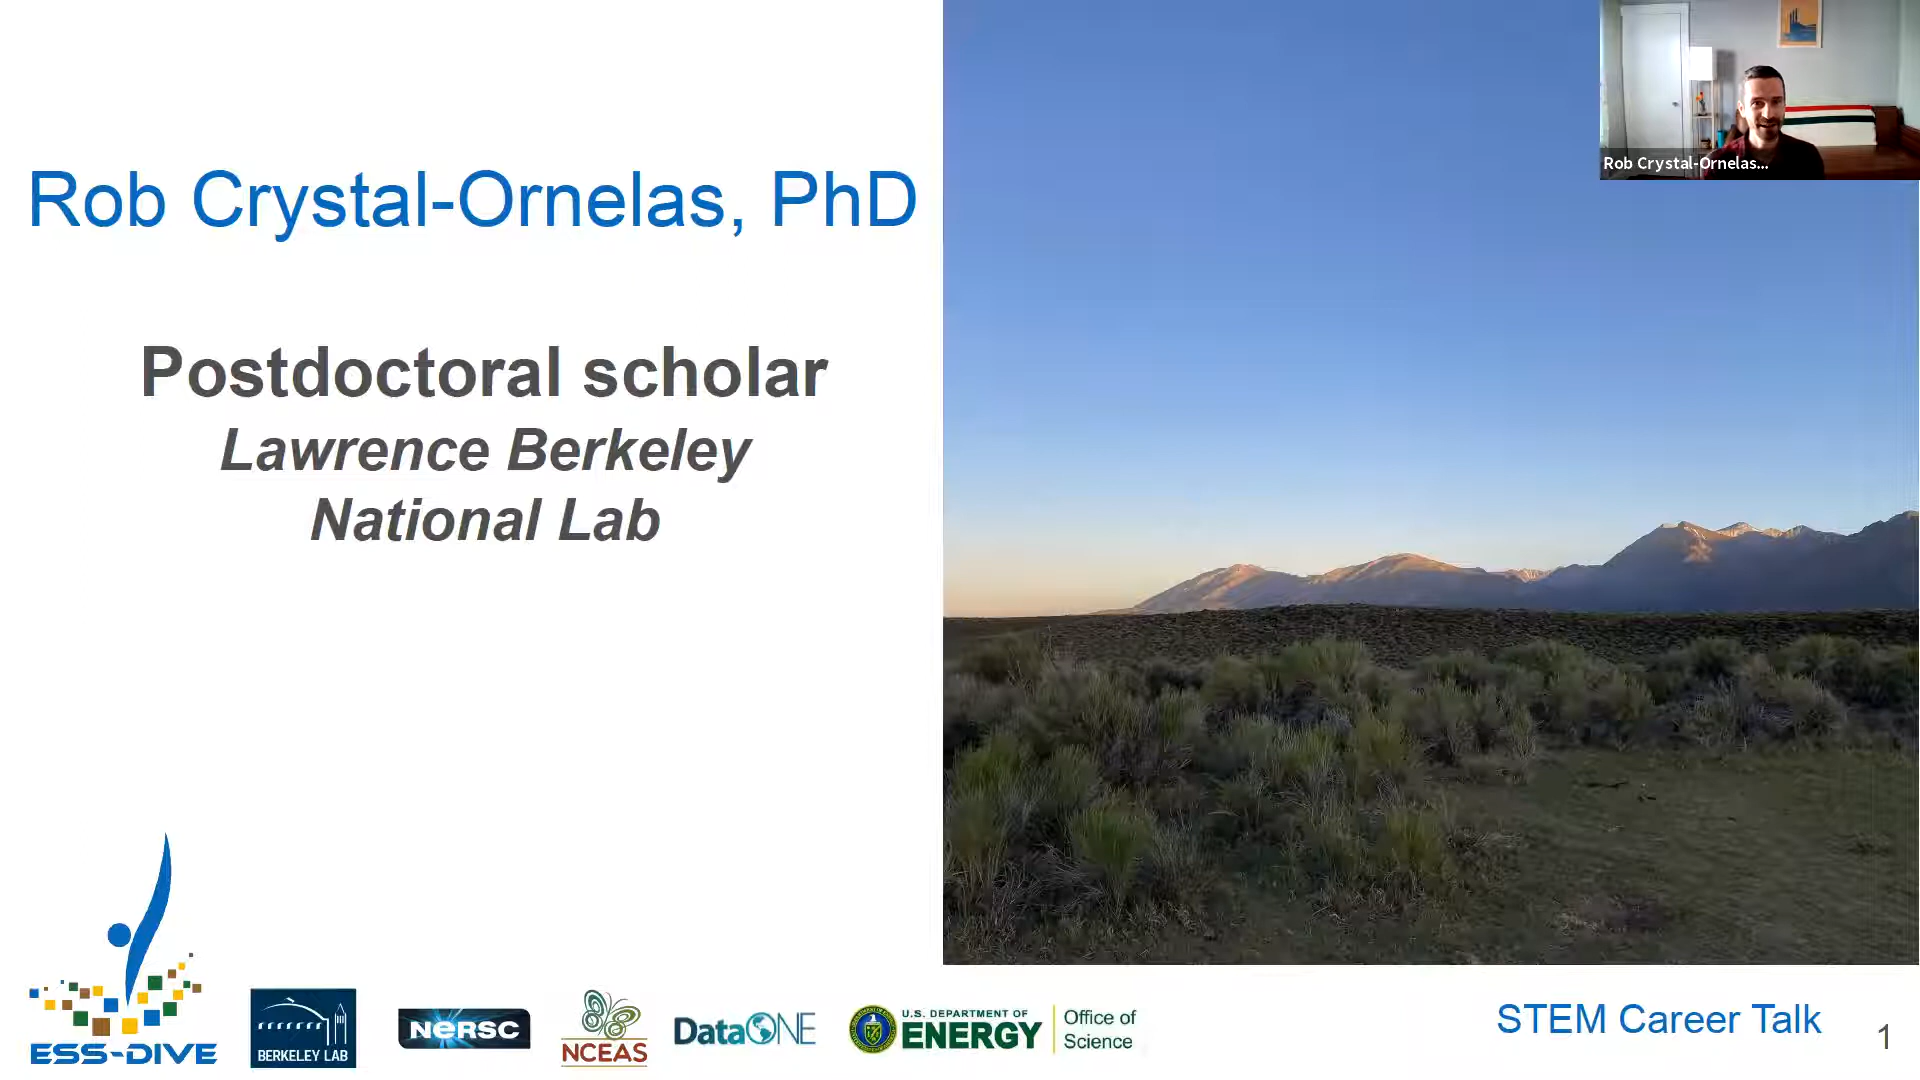 Rob Crystal-Ornelas, PhD
Postdoctoral scholar
Lawrence Berkeley
National Lab
Rob Crystal-Ornelas...
ESS-DIVE
BERKELEY LAB
NERSC
NCEAS
DataONE
U.S. DEPARTMENT OF
ENERGY
Office of
Science
STEM Career Talk
1